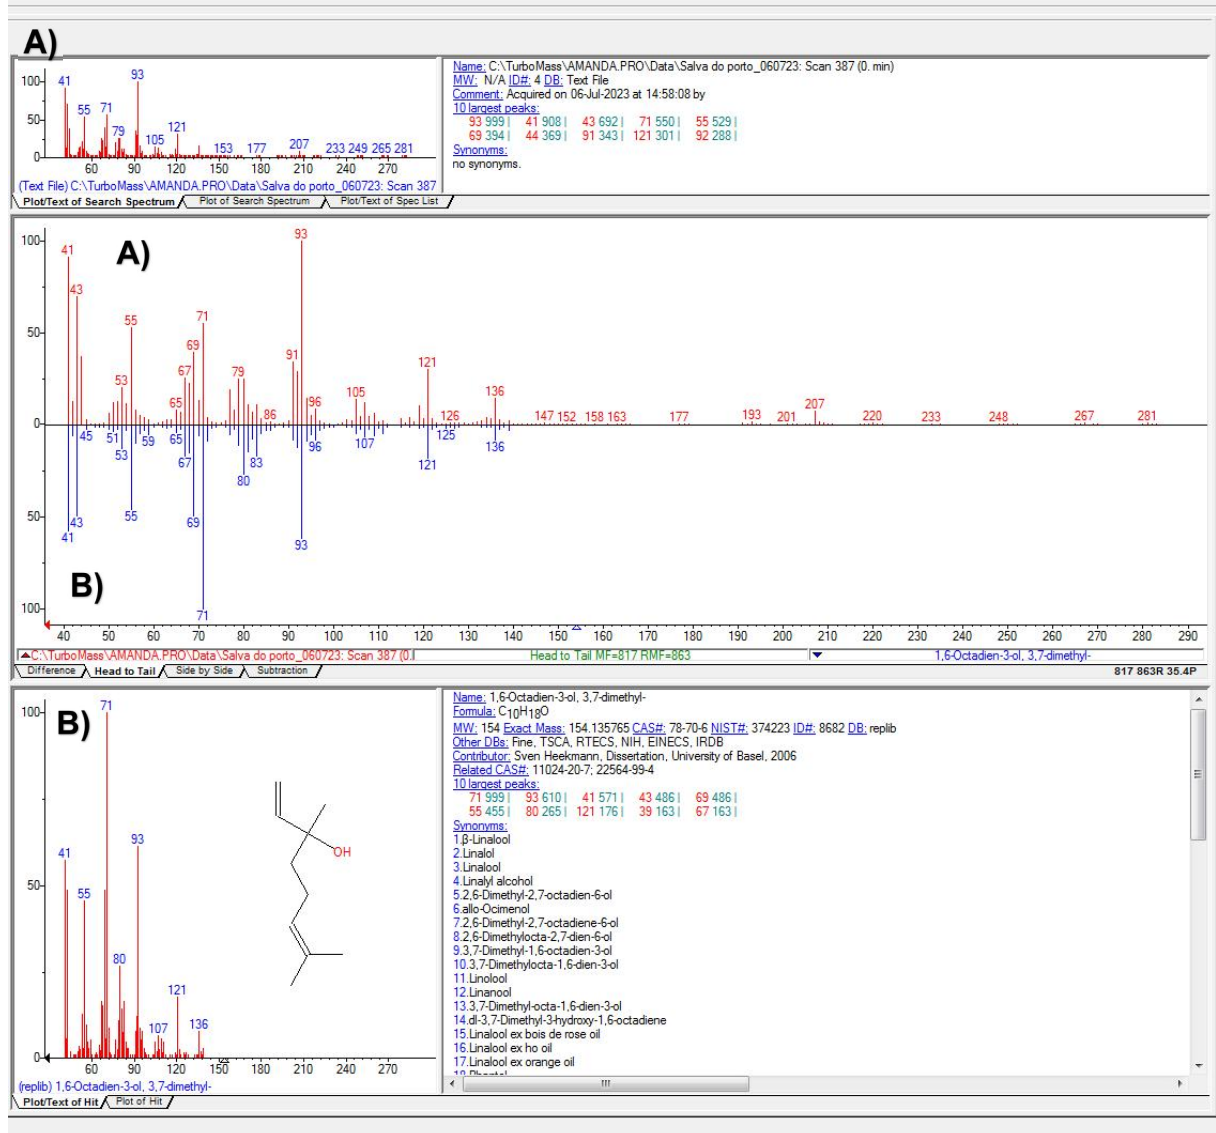 A)
100
50
0
41
55
71
79
93
105
121
153
177
207
233
249
265
281
60 90 120 150 180 210 240 270
(Text File) C:\TurboMass\AMANDA.PRO\Data\Salva do porto_060723: Scan 387
Name: C:\TurboMass\AMANDA.PRO\Data\Salva do porto_060723: Scan 387 (0. min)
MW: N/A ID#: 4 DB: Text File
Comment: Acquired on 06-Jul-2023 at 14:58:08 by
10 largest peaks:
93 999 | 41 908 | 43 692 | 71 550 | 55 529 |
69 394 | 44 369 | 91 343 | 121 301 | 92 288 |
Synonyms:
no synonyms.
Plot/Text of Search Spectrum Plot of Search Spectrum Plot/Text of Spec List
A)
100
50
0
50
100
41
43
53
55
65
67
69
71
79
86
91
93
96
105
121
126
136
147 152 158 163 177 193 201 207 220 233 248 267 281
41
43
45
51
53
55
59
65
67
69
71
80
83
93
96
107
121
125
136
B)
40 50 60 70 80 90 100 110 120 130 140 150 160 170 180 190 200 210 220 230 240 250 260 270 280 290
C:\TurboMass\AMANDA.PRO\Data\Salva do porto_060723: Scan 387 (0.
Head to Tail MF=817 RMF=863
1,6-Octadien-3-ol, 3,7-dimethyl-
Difference Head to Tail Side by Side Subtraction
817 863R 35.4P
B)
100
50
0
41
55
71
80
93
107
121
136
OH
60 90 120 150 180 210 240 270
(replib) 1,6-Octadien-3-ol, 3,7-dimethyl-
Name: 1,6-Octadien-3-ol, 3,7-dimethyl-
Formula: C10H18O
MW: 154 Exact Mass: 154.135765 CAS#: 78-70-6 NIST#: 374223 ID#: 8682 DB: replib
Other DBs: Fine, TSCA, RTECS, NIH, EINECS, IRDB
Contributor: Sven Heekmann, Dissertation, University of Basel, 2006
Related CAS#: 11024-20-7; 22564-99-4
10 largest peaks:
71 999 | 93 610 | 41 571 | 43 486 | 69 486 |
55 455 | 80 265 | 121 176 | 39 163 | 67 163 |
Synonyms:
1.β-Linalool
2.Linalol
3.Linalool
4.Linalyl alcohol
5.2,6-Dimethyl-2,7-octadien-6-ol
6.allo-Ocimenol
7.2,6-Dimethyl-2,7-octadiene-6-ol
8.2,6-Dimethylocta-2,7-dien-6-ol
9.3,7-Dimethyl-1,6-octadien-3-ol
10.3,7-Dimethylocta-1,6-dien-3-ol
11.Linolool
12.Linanool
13.3,7-Dimethyl-octa-1,6-dien-3-ol
14.dl-3,7-Dimethyl-3-hydroxy-1,6-octadiene
15.Linalool ex bois de rose oil
16.Linalool ex ho oil
17.Linalool ex orange oil
Plot/Text of Hit Plot of Hit